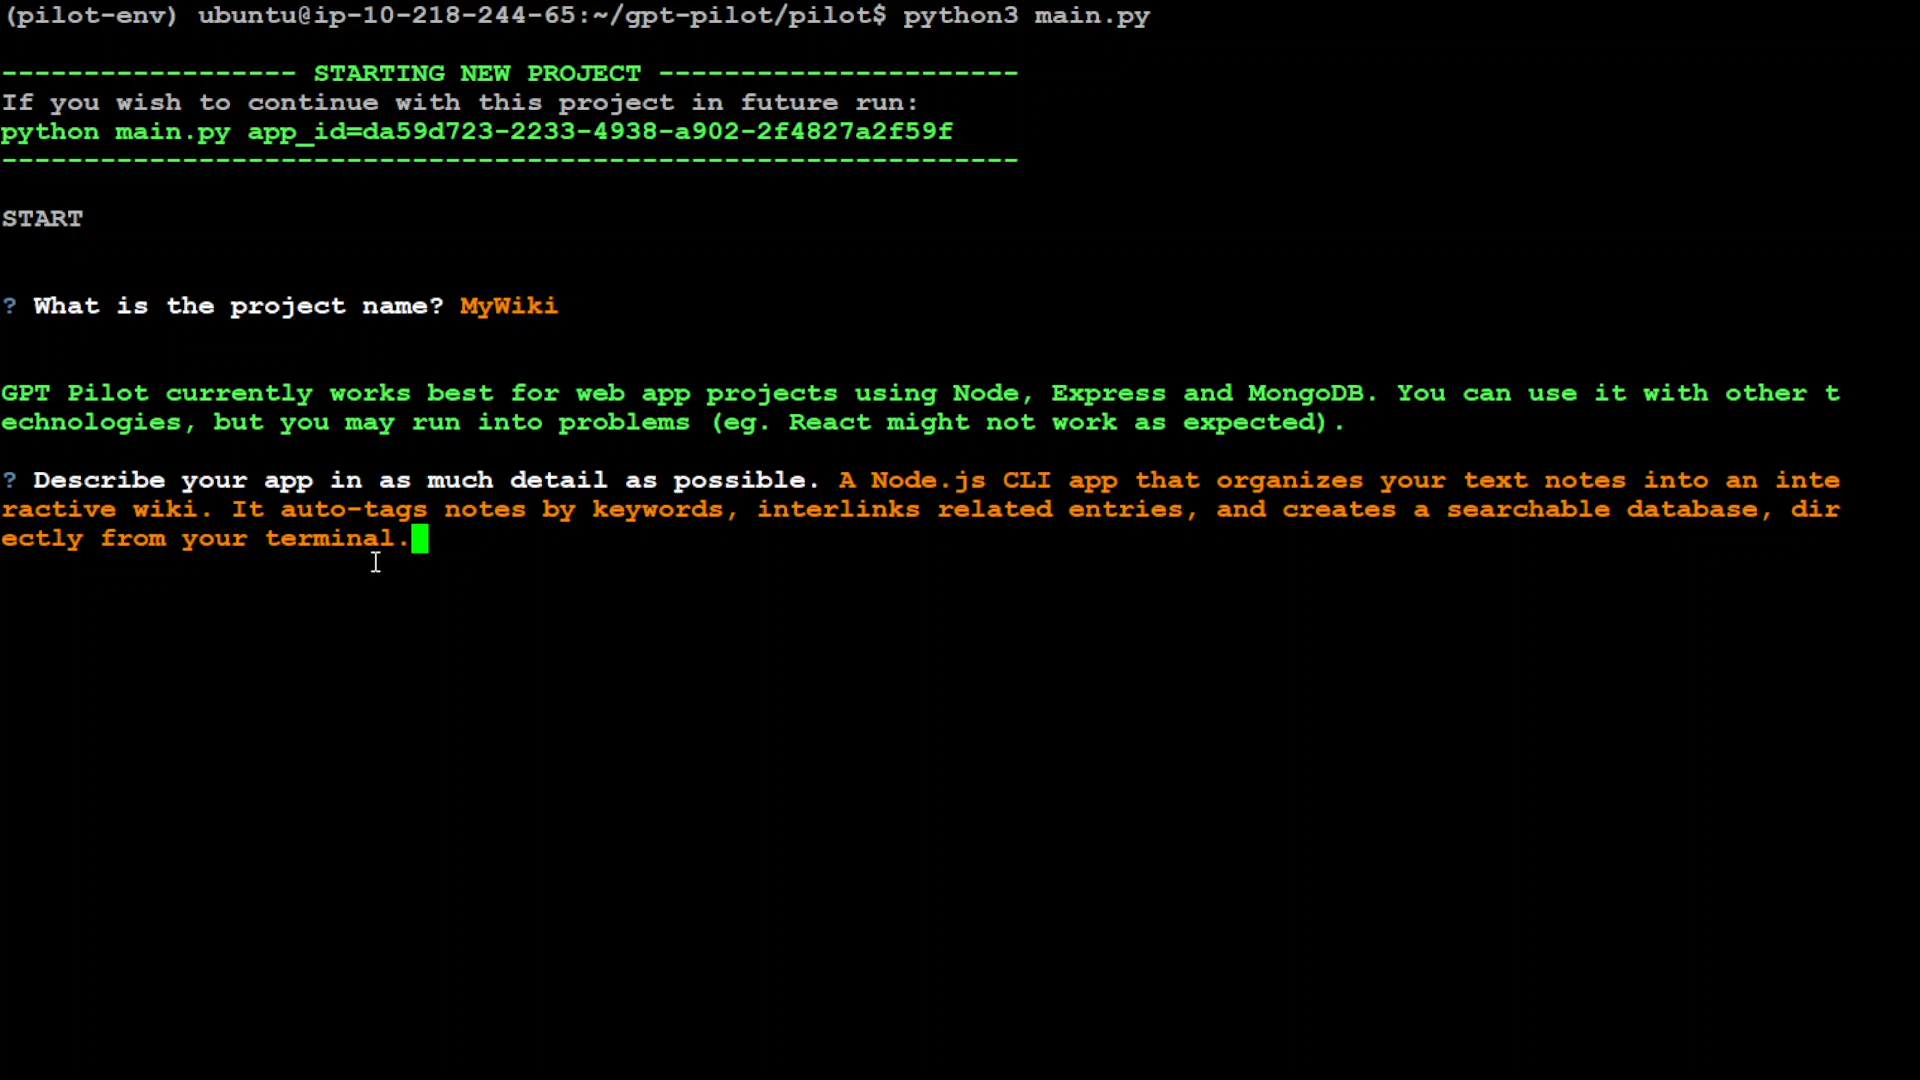 (pilot-env) ubuntu@ip-10-218-244-65:~/gpt-pilot/pilot$ python3 main.py
------------------ STARTING NEW PROJECT ----------------------
If you wish to continue with this project in future run:
python main.py app_id=da59d723-2233-4938-a902-2f4827a2f59f
--------------------------------------------------------------
START
? What is the project name? MyWiki
GPT Pilot currently works best for web app projects using Node, Express and MongoDB. You can use it with other t
echnologies, but you may run into problems (eg. React might not work as expected).
? Describe your app in as much detail as possible. A Node.js CLI app that organizes your text notes into an inte
ractive wiki. It auto-tags notes by keywords, interlinks related entries, and creates a searchable database, dir
ectly from your terminal.